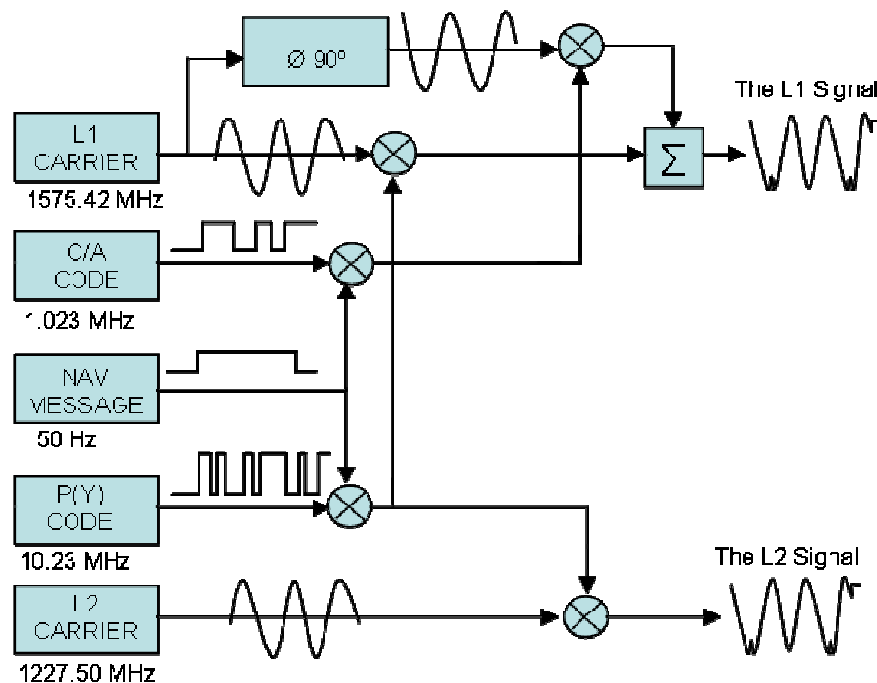 Ø 90º
The L1 Signal
L1
CARRIER
Σ
1575.42 MHz
C/A
CODE
1.023 MHz
NAV
MESSAGE
50 Hz
P(Y)
CODE
10.23 MHz
The L2 Signal
L2
CARRIER
1227.50 MHz